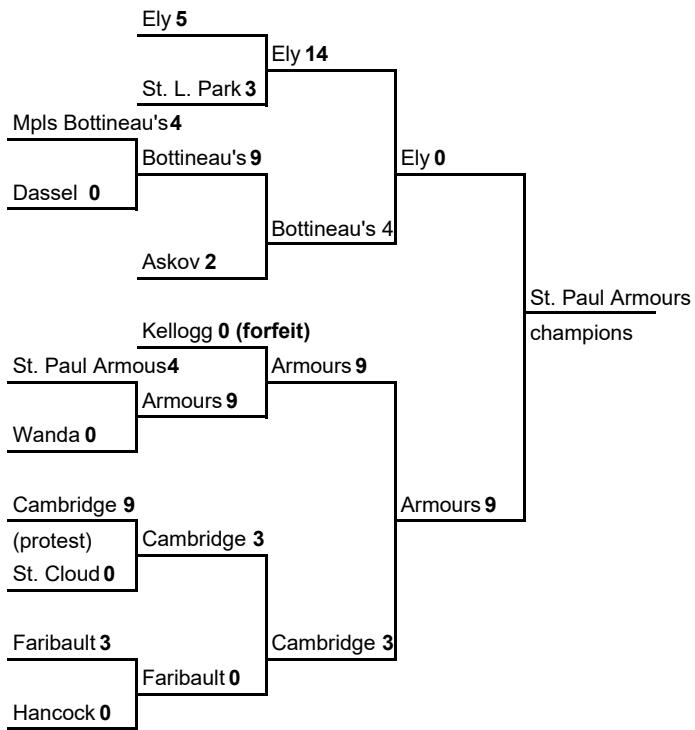 Ely 5
Ely 14
St. L. Park 3
Mpls Bottineau's 4
Bottineau's 9
Ely 0
Dassel 0
Bottineau's 4
Askov 2
St. Paul Armours
champions
Kellogg 0 (forfeit)
St. Paul Armous 4
Armours 9
Armours 9
Wanda 0
Cambridge 9
Armours 9
(protest)
Cambridge 3
St. Cloud 0
Faribault 3
Cambridge 3
Faribault 0
Hancock 0